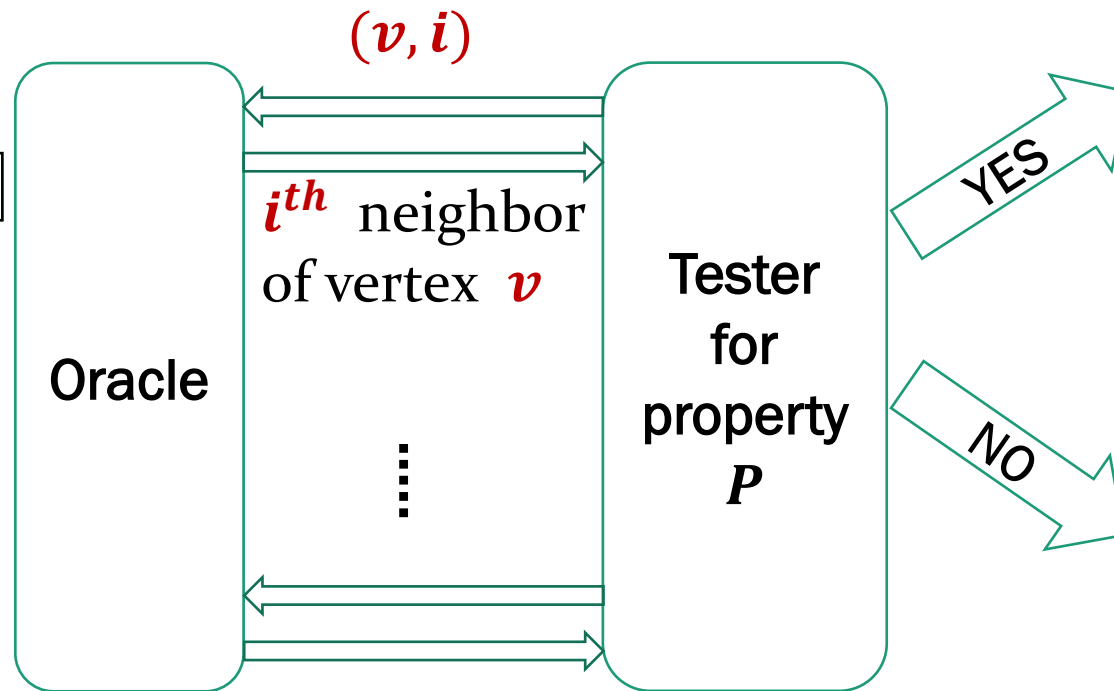 (v, i)
i^th neighbor
of vertex v
Oracle
Tester
for
property
P
YES
NO